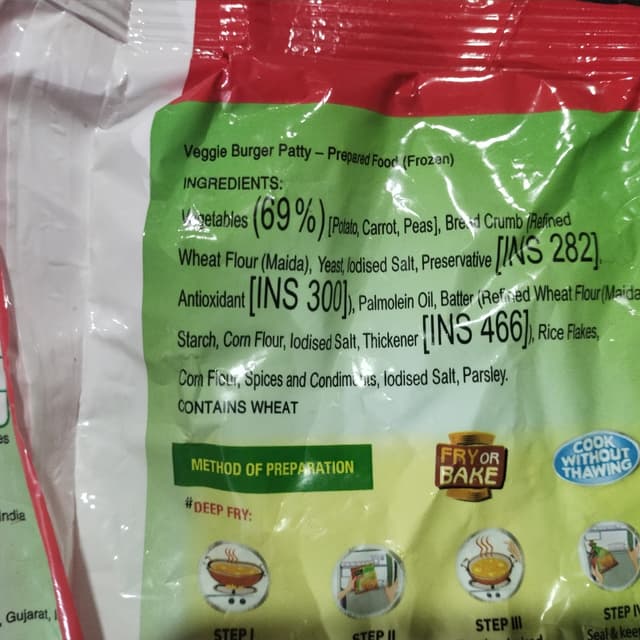 Veggie Burger Patty – Prepared Food (Frozen)
INGREDIENTS:
Vegetables (69%) [Potato, Carrot, Peas], Bread Crumb (Refined
Wheat Flour (Maida), Yeast, Iodised Salt, Preservative [INS 282],
Antioxidant [INS 300]), Palmolein Oil, Batter (Refined Wheat Flour (Maida
Starch, Corn Flour, Iodised Salt, Thickener [INS 466]), Rice Flakes,
Corn Flour, Spices and Condiments, Iodised Salt, Parsley.
CONTAINS WHEAT
METHOD OF PREPARATION
FRY OR
BAKE
COOK
WITHOUT
THAWING
#DEEP FRY:
es
India
, Gujarat,
STEP I
STEP II
STEP III
STEP IV
Seal & kee